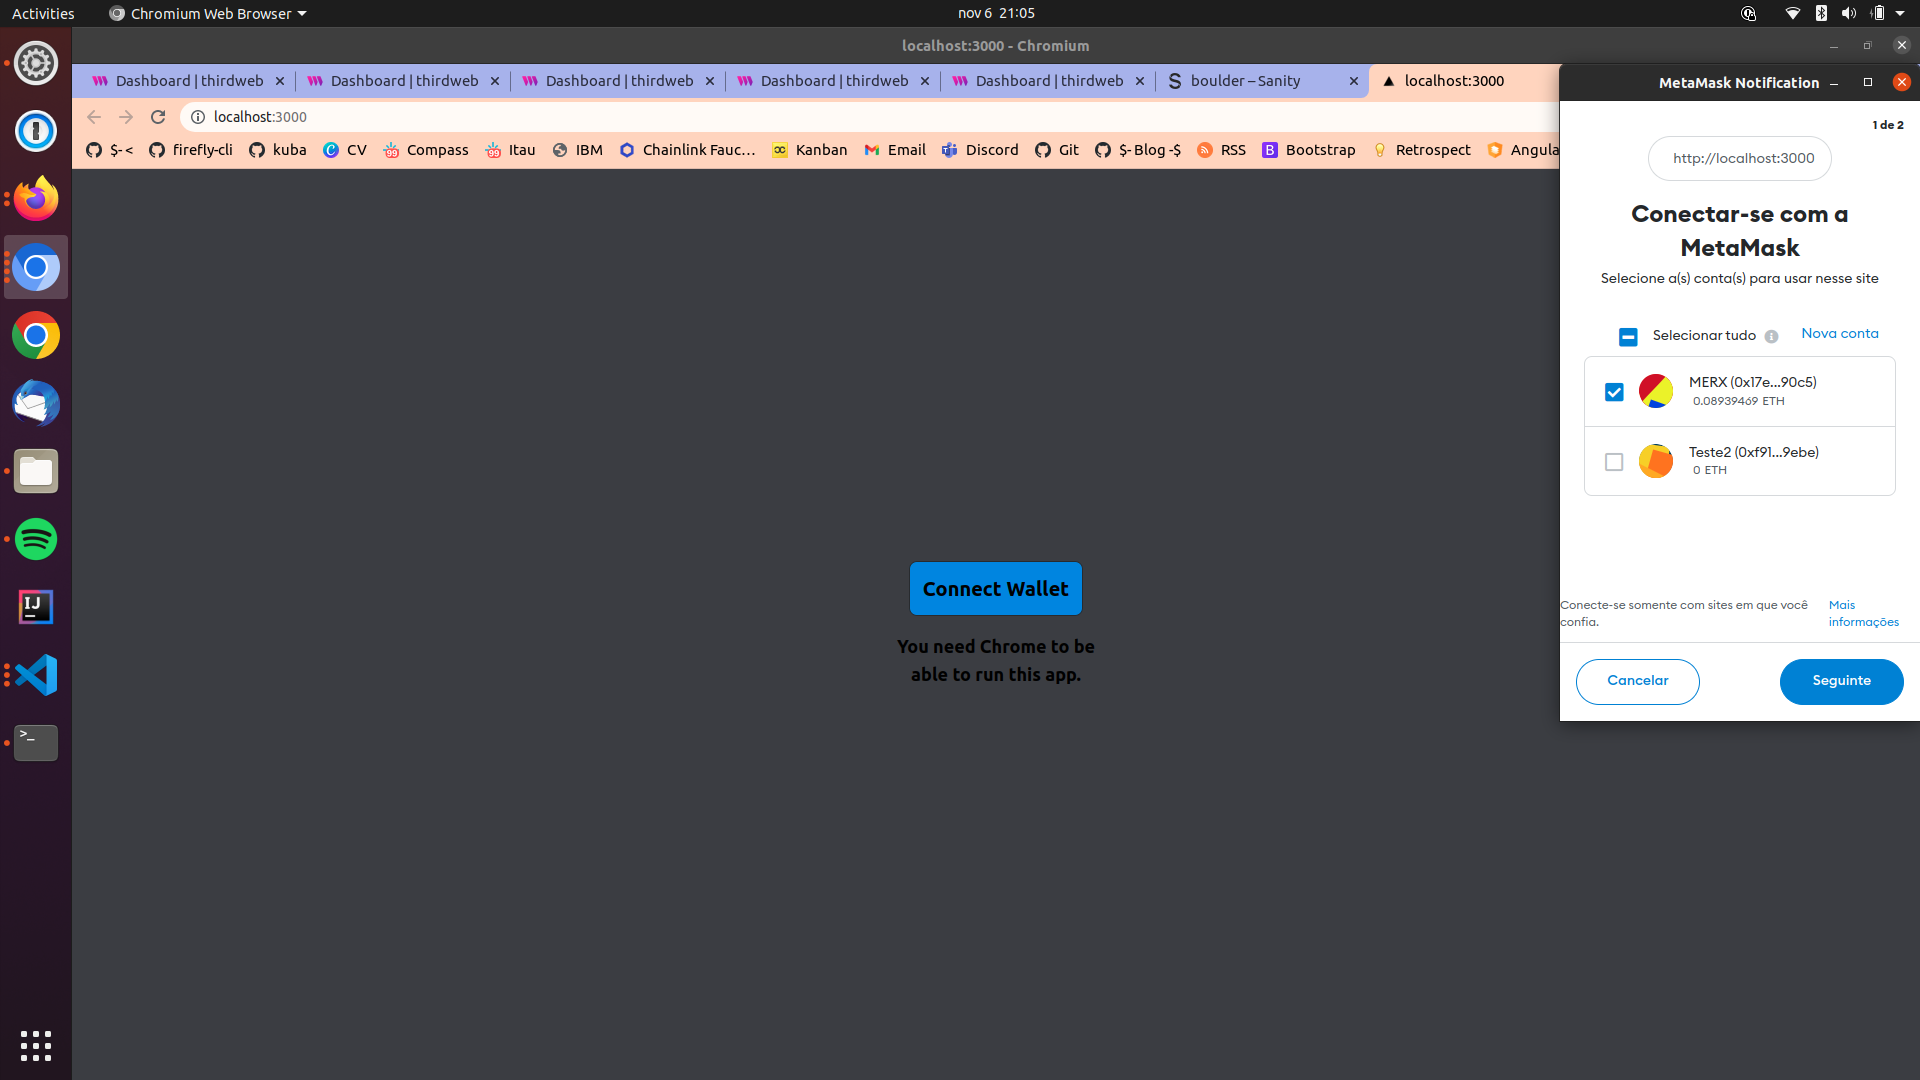 Activities
Chromium Web Browser
nov 6 21:05
localhost:3000 - Chromium
Dashboard | thirdweb
Dashboard | thirdweb
Dashboard | thirdweb
Dashboard | thirdweb
Dashboard | thirdweb
boulder – Sanity
localhost:3000
localhost:3000
$- <
firefly-cli
kuba
CV
Compass
Itau
IBM
Chainlink Fauc...
Kanban
Email
Discord
Git
$- Blog -$
RSS
Bootstrap
Retrospect
Angula
Connect Wallet
You need Chrome to be
able to run this app.
MetaMask Notification
1 de 2
http://localhost:3000
Conectar-se com a
MetaMask
Selecione a(s) conta(s) para usar nesse site
Selecionar tudo
Nova conta
MERX (0x17e...90c5)
0.08939469 ETH
Teste2 (0xf91...9ebe)
0 ETH
Conecte-se somente com sites em que você
confia.
Mais
informações
Cancelar
Seguinte